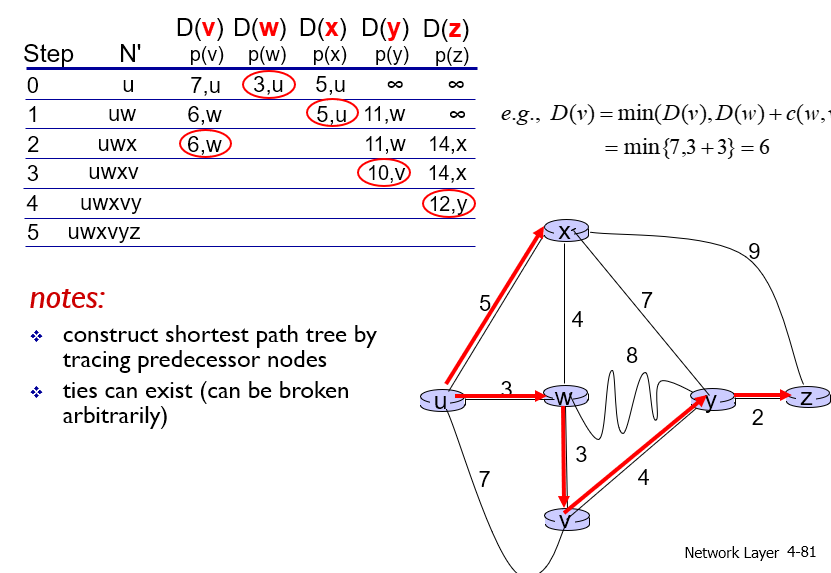 D(v) D(w) D(x) D(y) D(z)
Step N' p(v) p(w) p(x) p(y) p(z)
0 u 7,u 3,u 5,u ∞ ∞
1 uw 6,w 5,u 11,w ∞
2 uwx 6,w 11,w 14,x
3 uwxv 10,v 14,x
4 uwxvy 12,y
5 uwxvyz
e.g., D(v) = min(D(v), D(w) + c(w,v
= min{7,3 + 3} = 6
notes:
construct shortest path tree by
tracing predecessor nodes
ties can exist (can be broken
arbitrarily)
x
9
5
7
4
8
u
3
w
y
z
2
3
4
7
v
Network Layer 4-81